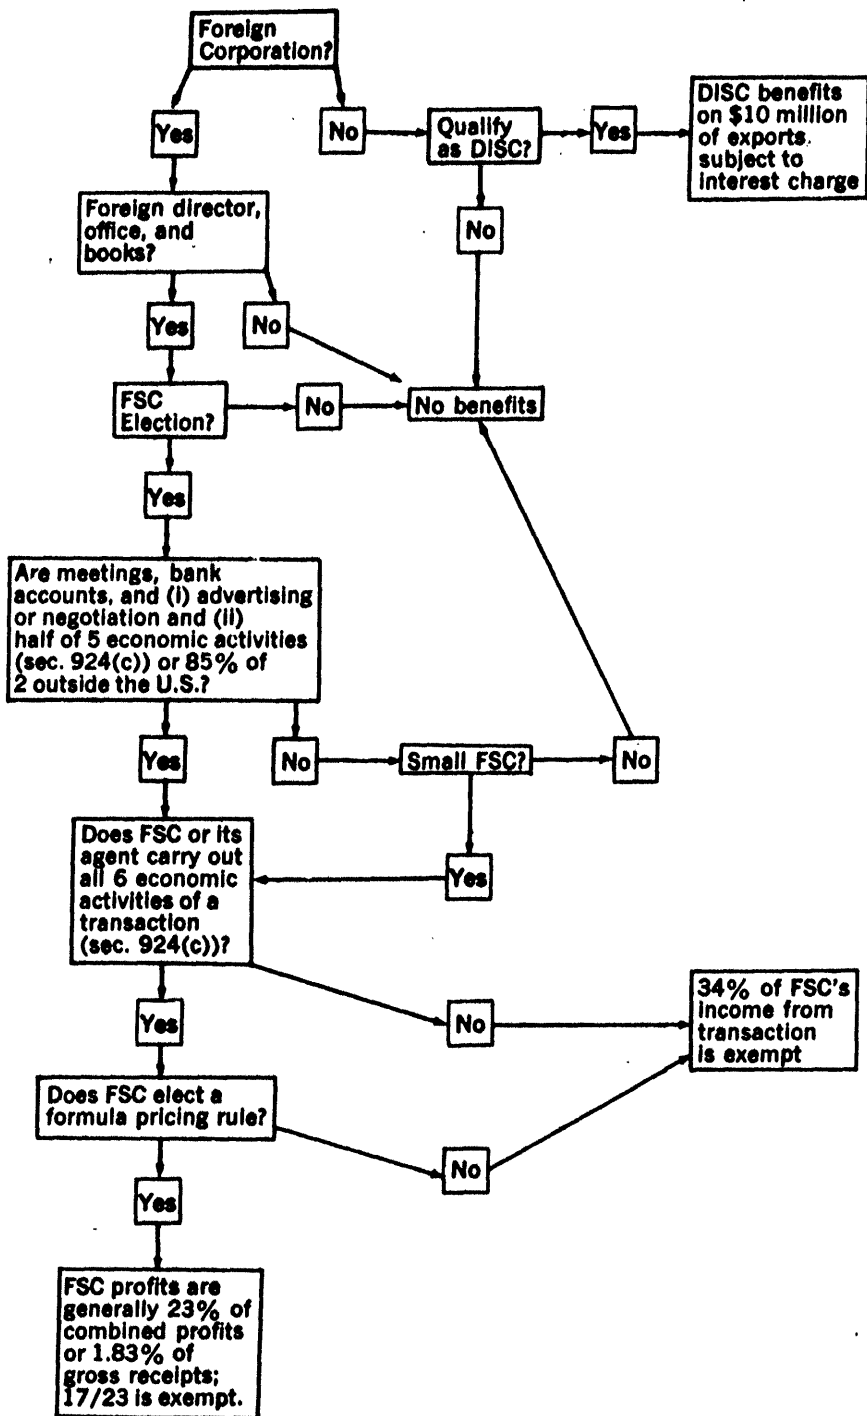 Foreign
Corporation?
Yes
No
Qualify
as DISC?
Yes
DISC benefits
on $10 million
of exports.
subject to
interest charge
Foreign director,
office, and
books?
No
Yes
No
FSC
Election?
No
No benefits
Yes
Are meetings, bank
accounts, and (i) advertising
or negotiation and (ii)
half of 5 economic activities
(sec. 924(c)) or 85% of
2 outside the U.S.?
Yes
No
Small FSC?
No
Does FSC or its
agent carry out
all 6 economic
activities of a
transaction
(sec. 924(c))?
Yes
Yes
No
34% of FSC's
income from
transaction
is exempt
Does FSC elect a
formula pricing rule?
No
Yes
FSC profits are
generally 23% of
combined profits
or 1.83% of
gross receipts;
17/23 is exempt.